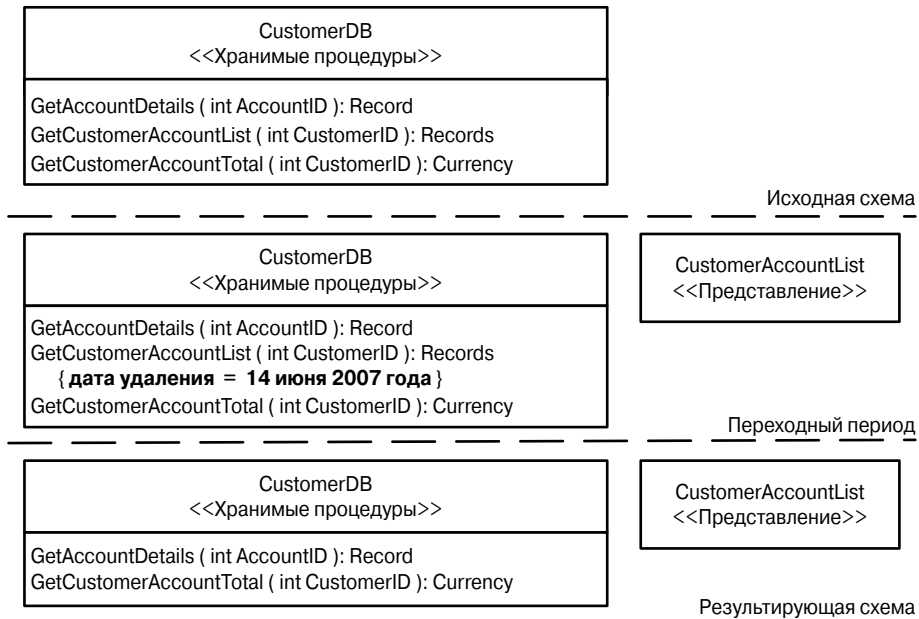 CustomerDB
<<Хранимые процедуры>>
GetAccountDetails ( int AccountID ): Record
GetCustomerAccountList ( int CustomerID ): Records
GetCustomerAccountTotal ( int CustomerID ): Currency
Исходная схема
CustomerDB
<<Хранимые процедуры>>
GetAccountDetails ( int AccountID ): Record
GetCustomerAccountList ( int CustomerID ): Records
{ дата удаления = 14 июня 2007 года }
GetCustomerAccountTotal ( int CustomerID ): Currency
CustomerAccountList
<<Представление>>
Переходный период
CustomerDB
<<Хранимые процедуры>>
GetAccountDetails ( int AccountID ): Record
GetCustomerAccountTotal ( int CustomerID ): Currency
CustomerAccountList
<<Представление>>
Результирующая схема